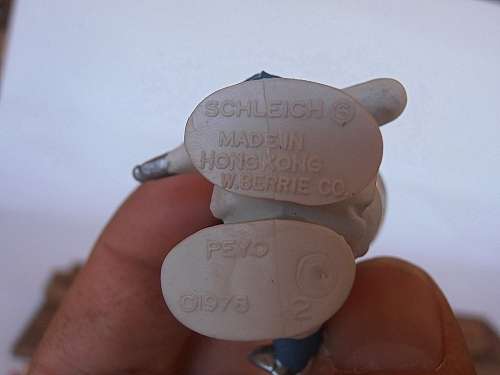 SCHLEICH S
MADE IN
HONG KONG
W. BERRIE CO.
PEYO
C
©1978
2